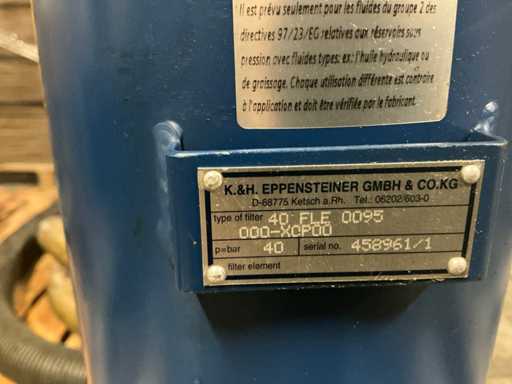 Il est prévu seulement pour les fluides du groupe 2 des
directives 97/23/EG relatives aux réservoires sous
pression avec fluides types: ex.: l'huile hydraulique ou
de graissage. Chaque utilisation différente est contraire
à l'application et doit être vérifiée par le fabricant.
K.&H. EPPENSTEINER GMBH & CO.KG
D-68775 Ketsch a.Rh. Tel.: 06202/603-0
type of filter 40 FLE 0095
000-XOP00
p=bar 40 serial no. 458961/1
filter element